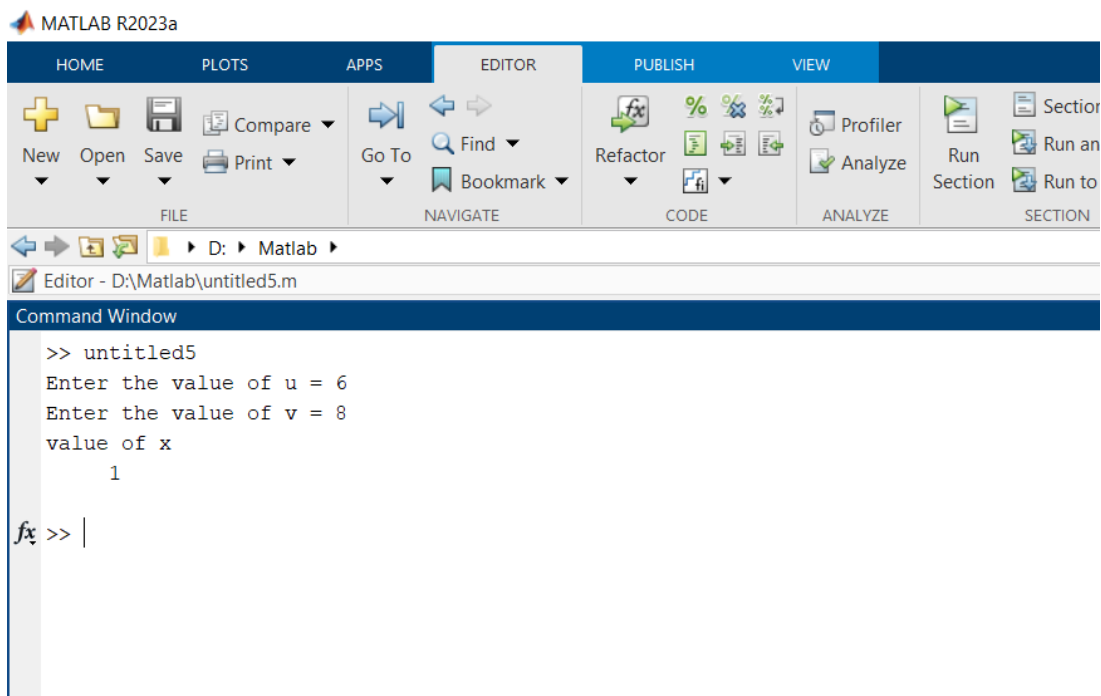 MATLAB R2023a
HOME PLOTS APPS EDITOR PUBLISH VIEW
New Open Save Compare Print
Go To Find Bookmark
Refactor fx fi
Profiler Analyze
Run Section
Section
Run an
Run to
FILE NAVIGATE CODE ANALYZE SECTION
D: Matlab
Editor - D:\Matlab\untitled5.m
Command Window
>> untitled5
Enter the value of u = 6
Enter the value of v = 8
value of x
1
fx >>